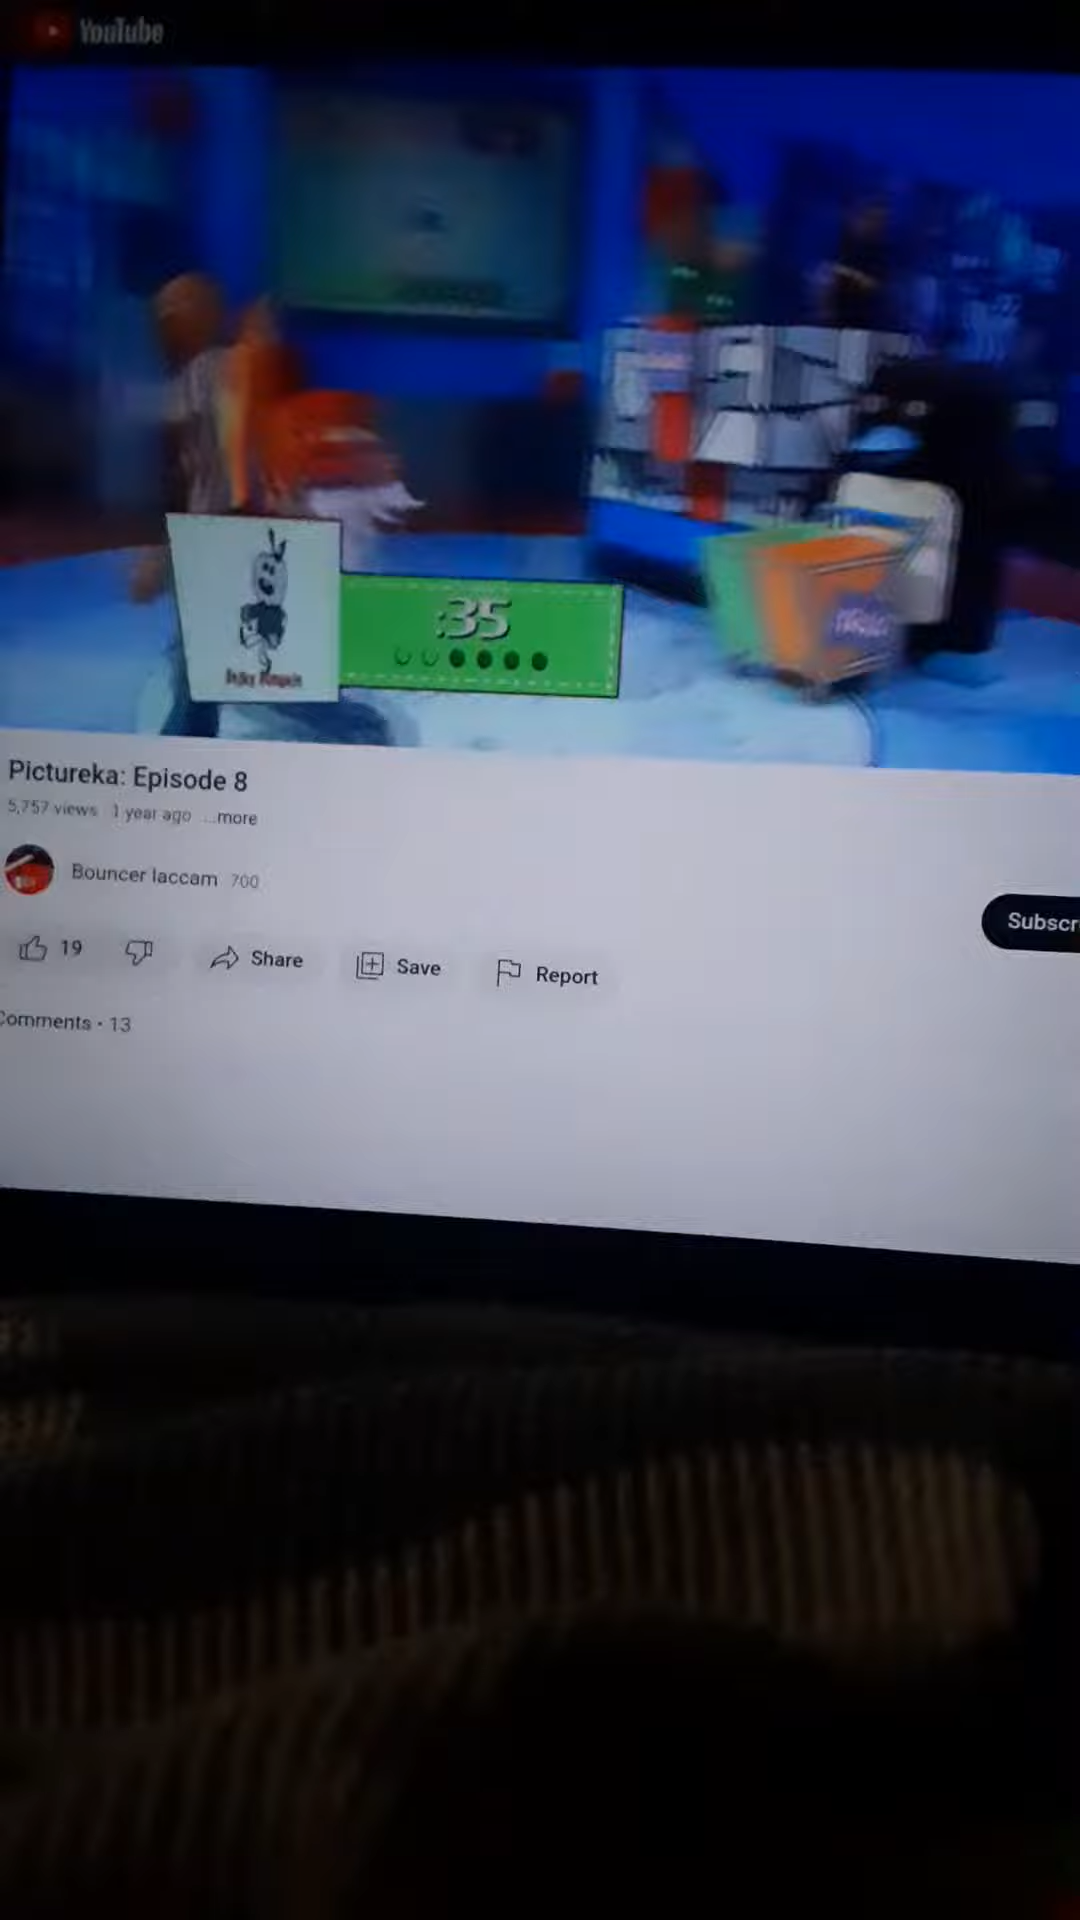 YouTube
:35
Pictureka: Episode 8
5,757 views 1 year ago ...more
Bouncer Iaccam 700
Subscr
19
Share
Save
Report
Comments • 13